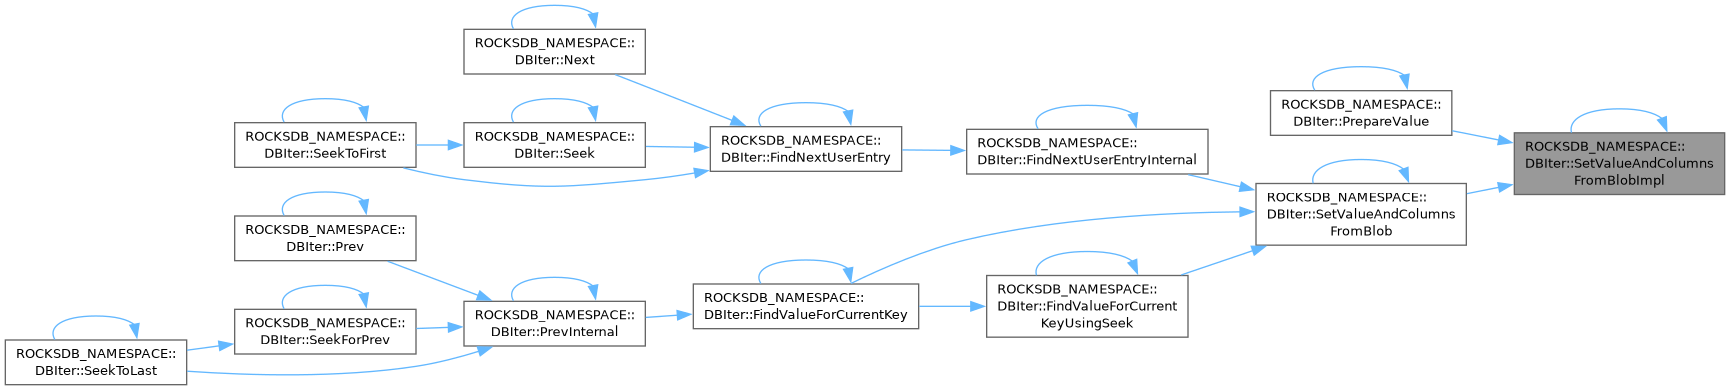 ROCKSDB_NAMESPACE::
DBIter::Next
ROCKSDB_NAMESPACE::
DBIter::PrepareValue
ROCKSDB_NAMESPACE::
DBIter::SeekToFirst
ROCKSDB_NAMESPACE::
DBIter::Seek
ROCKSDB_NAMESPACE::
DBIter::FindNextUserEntry
ROCKSDB_NAMESPACE::
DBIter::FindNextUserEntryInternal
ROCKSDB_NAMESPACE::
DBIter::SetValueAndColumns
FromBlobImpl
ROCKSDB_NAMESPACE::
DBIter::SetValueAndColumns
FromBlob
ROCKSDB_NAMESPACE::
DBIter::Prev
ROCKSDB_NAMESPACE::
DBIter::SeekForPrev
ROCKSDB_NAMESPACE::
DBIter::PrevInternal
ROCKSDB_NAMESPACE::
DBIter::FindValueForCurrentKey
ROCKSDB_NAMESPACE::
DBIter::FindValueForCurrent
KeyUsingSeek
ROCKSDB_NAMESPACE::
DBIter::SeekToLast